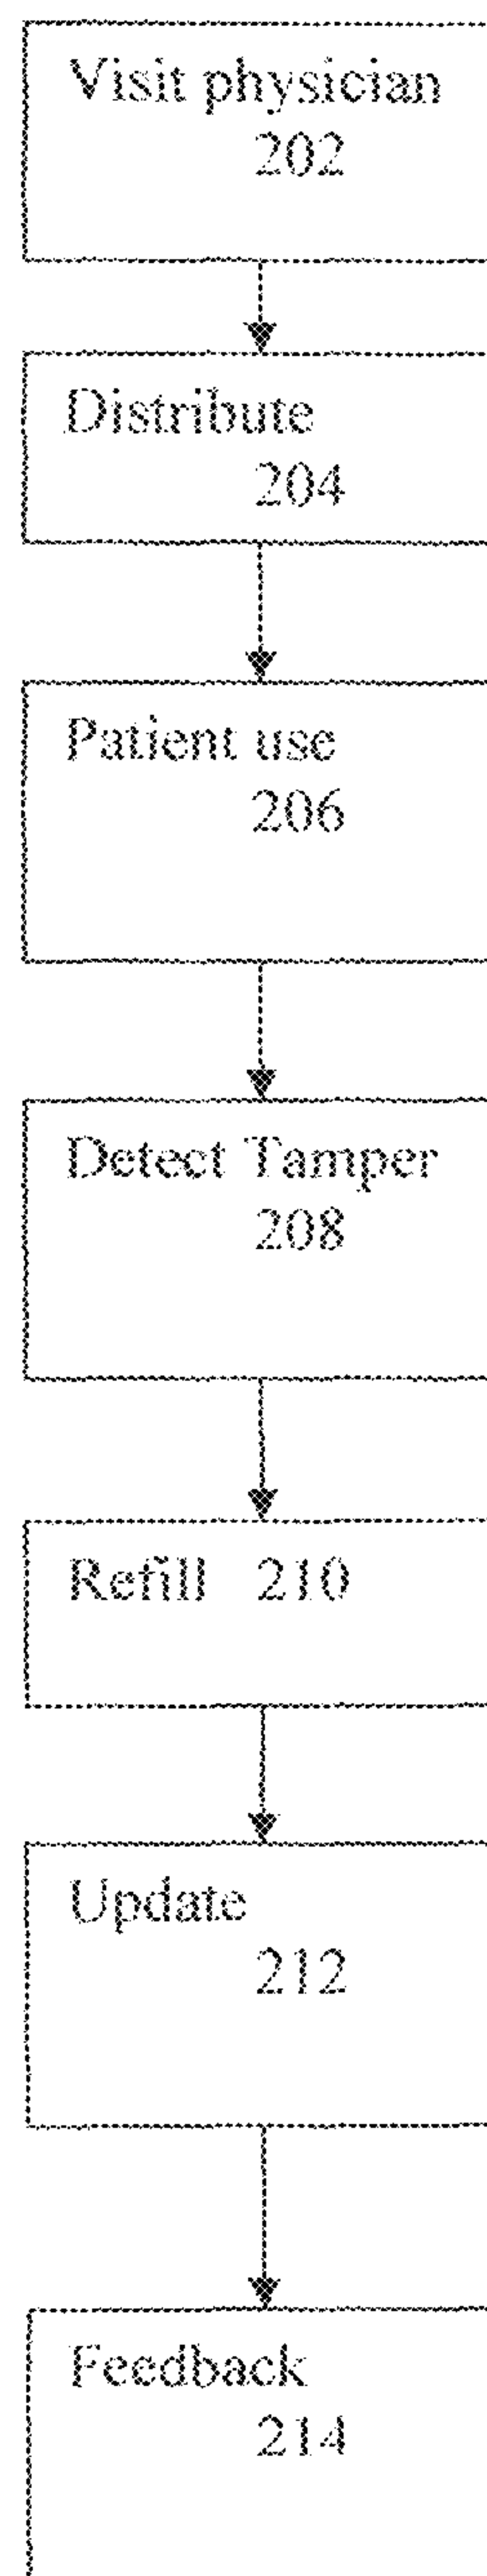 Visit physician
202
Distribute
204
Patient use
206
Detect Tamper
208
Refill 210
Update
212
Feedback
214